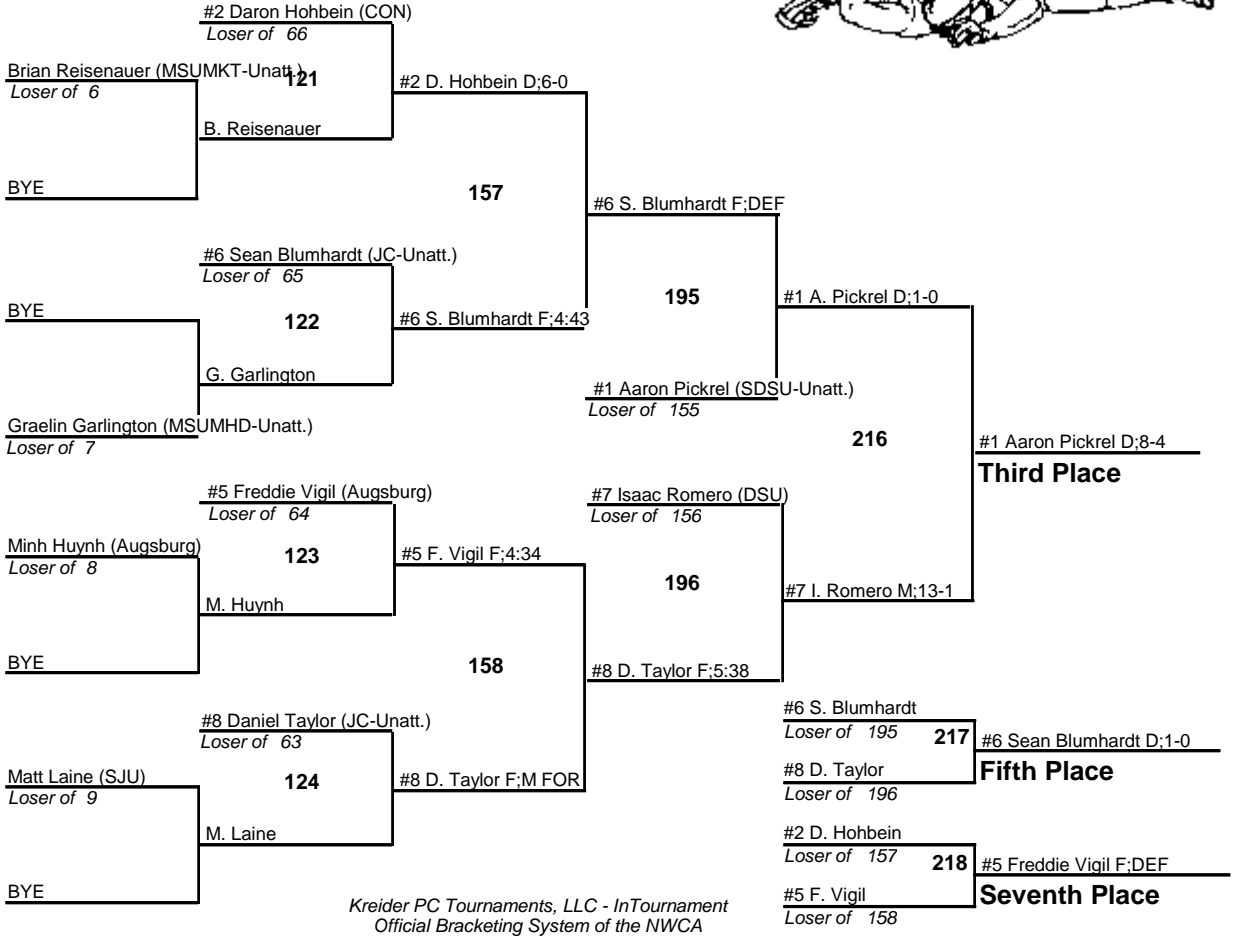 #2 Daron Hohbein (CON)
Loser of 66
Brian Reisenauer (MSUMKT-Unatt.)
Loser of 6
121
#2 D. Hohbein D;6-0
B. Reisenauer
BYE
157
#6 S. Blumhardt F;DEF
#6 Sean Blumhardt (JC-Unatt.)
Loser of 65
BYE
122
#6 S. Blumhardt F;4:43
195
#1 A. Pickrel D;1-0
G. Garlington
#1 Aaron Pickrel (SDSU-Unatt.)
Loser of 155
Graelin Garlington (MSUMHD-Unatt.)
Loser of 7
216
#1 Aaron Pickrel D;8-4
Third Place
#5 Freddie Vigil (Augsburg)
Loser of 64
#7 Isaac Romero (DSU)
Loser of 156
Minh Huynh (Augsburg)
Loser of 8
123
#5 F. Vigil F;4:34
196
#7 I. Romero M;13-1
M. Huynh
BYE
158
#8 D. Taylor F;5:38
#8 Daniel Taylor (JC-Unatt.)
Loser of 63
#6 S. Blumhardt
Loser of 195
217
#6 Sean Blumhardt D;1-0
Fifth Place
#8 D. Taylor
Loser of 196
Matt Laine (SJU)
Loser of 9
124
#8 D. Taylor F;M FOR
M. Laine
#2 D. Hohbein
Loser of 157
218
#5 Freddie Vigil F;DEF
Seventh Place
#5 F. Vigil
Loser of 158
BYE
Kreider PC Tournaments, LLC - InTournament
Official Bracketing System of the NWCA